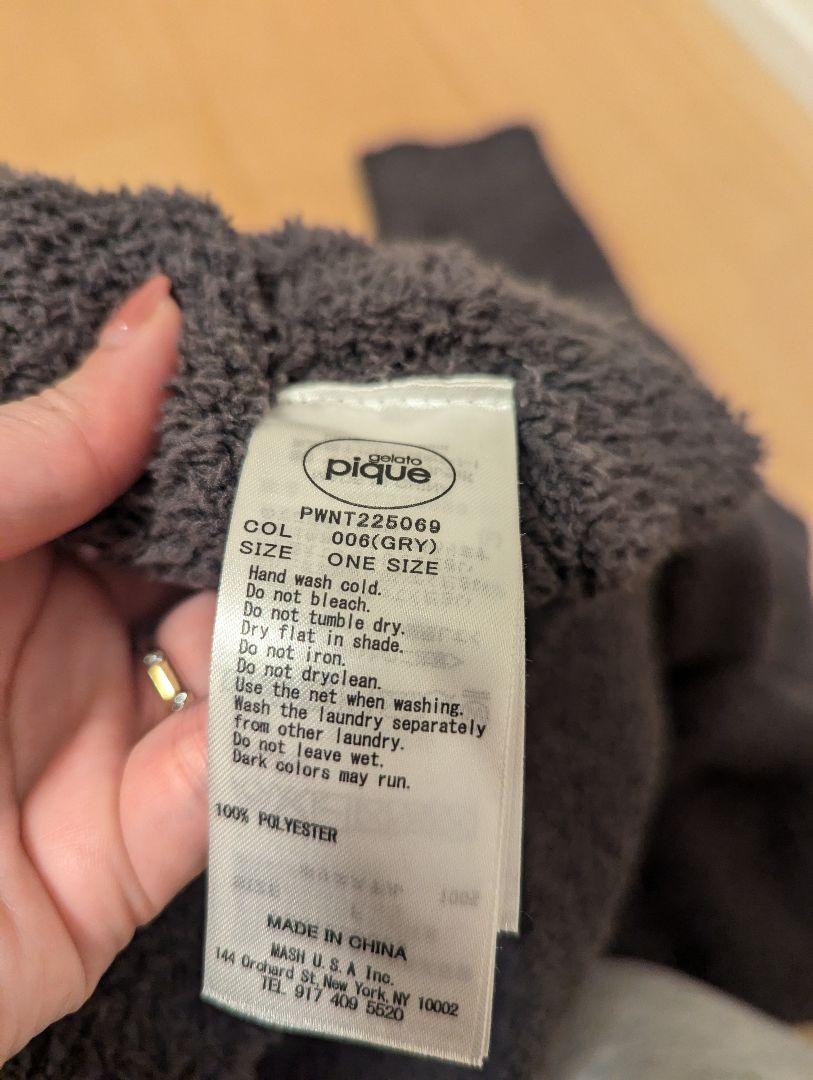 gelato
pique
PWNT225069
COL 006(GRY)
SIZE ONE SIZE
Hand wash cold.
Do not bleach.
Do not tumble dry.
Dry flat in shade.
Do not iron.
Do not dryclean.
Use the net when washing.
Wash the laundry separately
from other laundry.
Do not leave wet.
Dark colors may run.
100% POLYESTER
MADE IN CHINA
MASH U.S.A Inc.
144 Orchard St, New York, NY 10002
TEL 917 409 5520